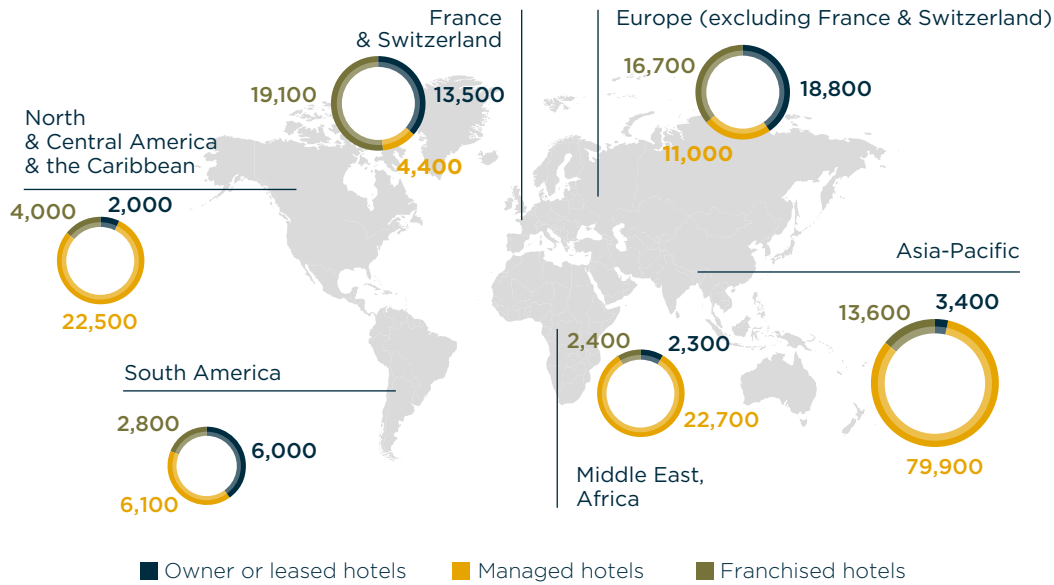 France
& Switzerland
19,100
13,500
4,400
Europe (excluding France & Switzerland)
16,700
18,800
11,000
North
& Central America
& the Caribbean
4,000
2,000
22,500
Asia-Pacific
13,600
3,400
79,900
South America
2,800
6,000
6,100
2,400
2,300
22,700
Middle East,
Africa
Owner or leased hotels
Managed hotels
Franchised hotels